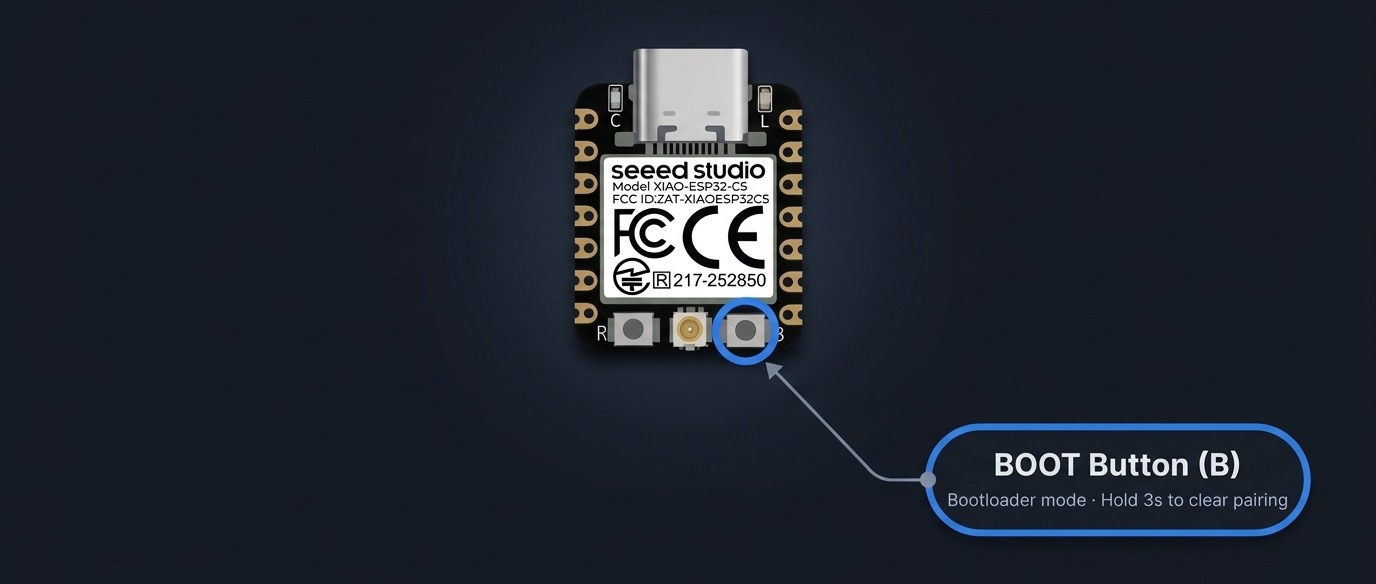 C
L
seeed studio
Model XIAO-ESP32-C5
FCC ID:ZAT-XIAOESP32C5
FC CE
R 217-252850
R
B
BOOT Button (B)
Bootloader mode · Hold 3s to clear pairing